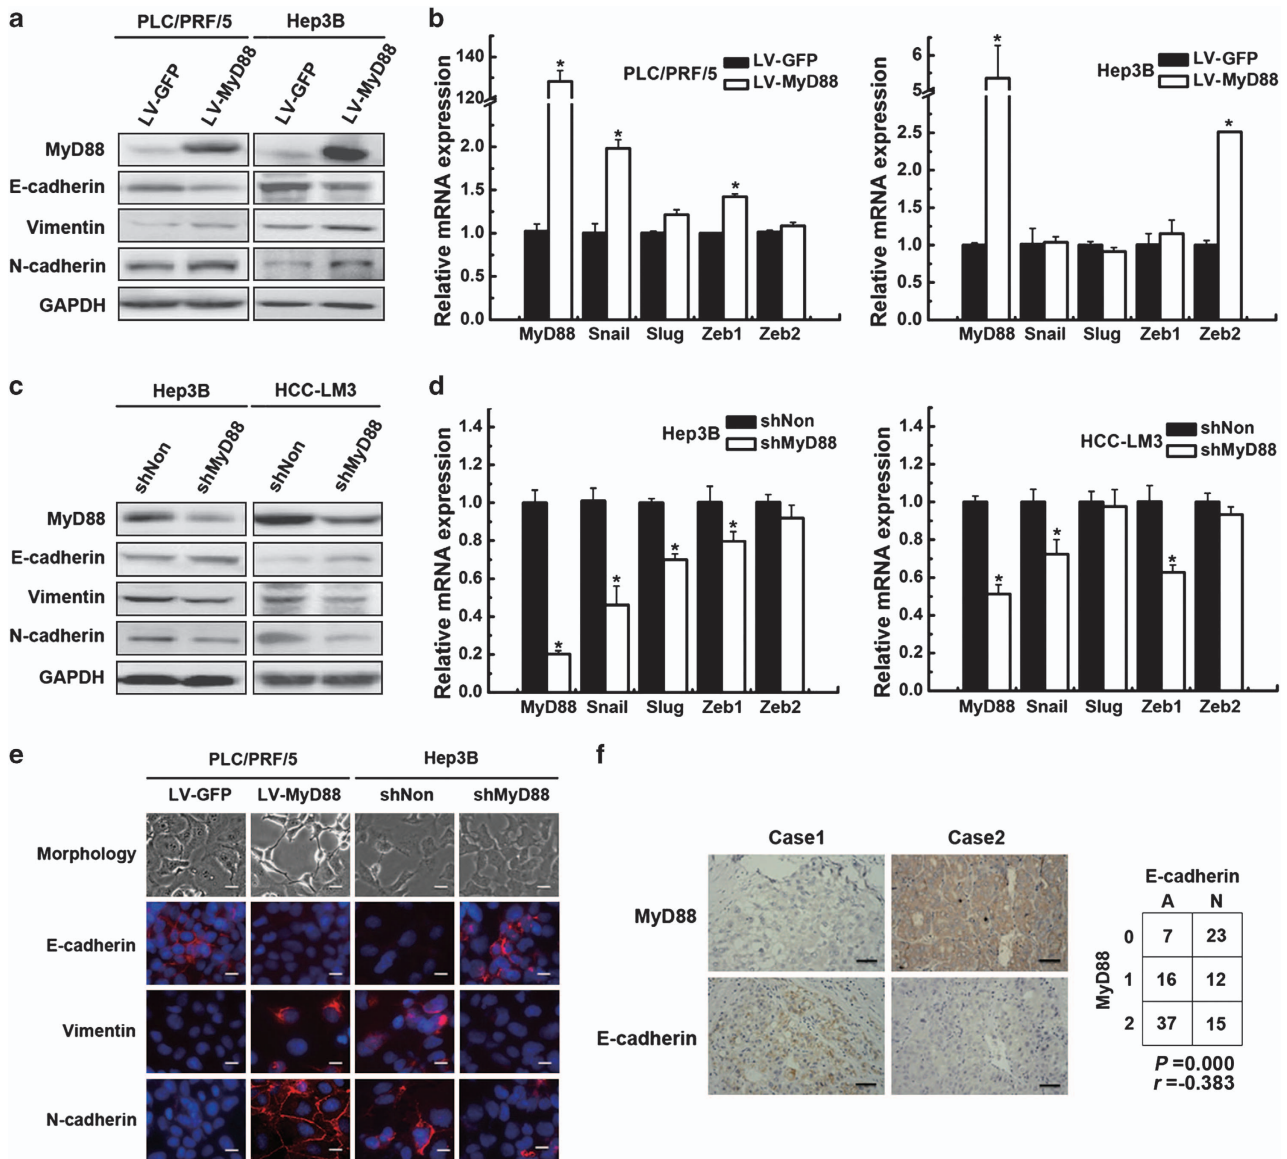 a
PLC/PRF/5 Hep3B
LV-GFP LV-MyD88 LV-GFP LV-MyD88
MyD88
E-cadherin
Vimentin
N-cadherin
GAPDH
b
Relative mRNA expression
140
120
2.0
1.5
1.0
0.5
0.0
PLC/PRF/5
LV-GFP
LV-MyD88
* * *
MyD88 Snail Slug Zeb1 Zeb2
Relative mRNA expression
6
5
2.5
2.0
1.5
1.0
0.5
0.0
Hep3B
LV-GFP
LV-MyD88
* *
MyD88 Snail Slug Zeb1 Zeb2
c
Hep3B HCC-LM3
shNon shMyD88 shNon shMyD88
MyD88
E-cadherin
Vimentin
N-cadherin
GAPDH
d
Relative mRNA expression
1.4
1.2
1.0
0.8
0.6
0.4
0.2
0.0
Hep3B
shNon
shMyD88
* * * *
MyD88 Snail Slug Zeb1 Zeb2
Relative mRNA expression
1.4
1.2
1.0
0.8
0.6
0.4
0.2
0.0
HCC-LM3
shNon
shMyD88
* * *
MyD88 Snail Slug Zeb1 Zeb2
e
PLC/PRF/5 Hep3B
LV-GFP LV-MyD88 shNon shMyD88
Morphology
E-cadherin
Vimentin
N-cadherin
f
Case1 Case2
MyD88
E-cadherin
E-cadherin
A N
MyD88
0 7 23
1 16 12
2 37 15
P =0.000
r =-0.383